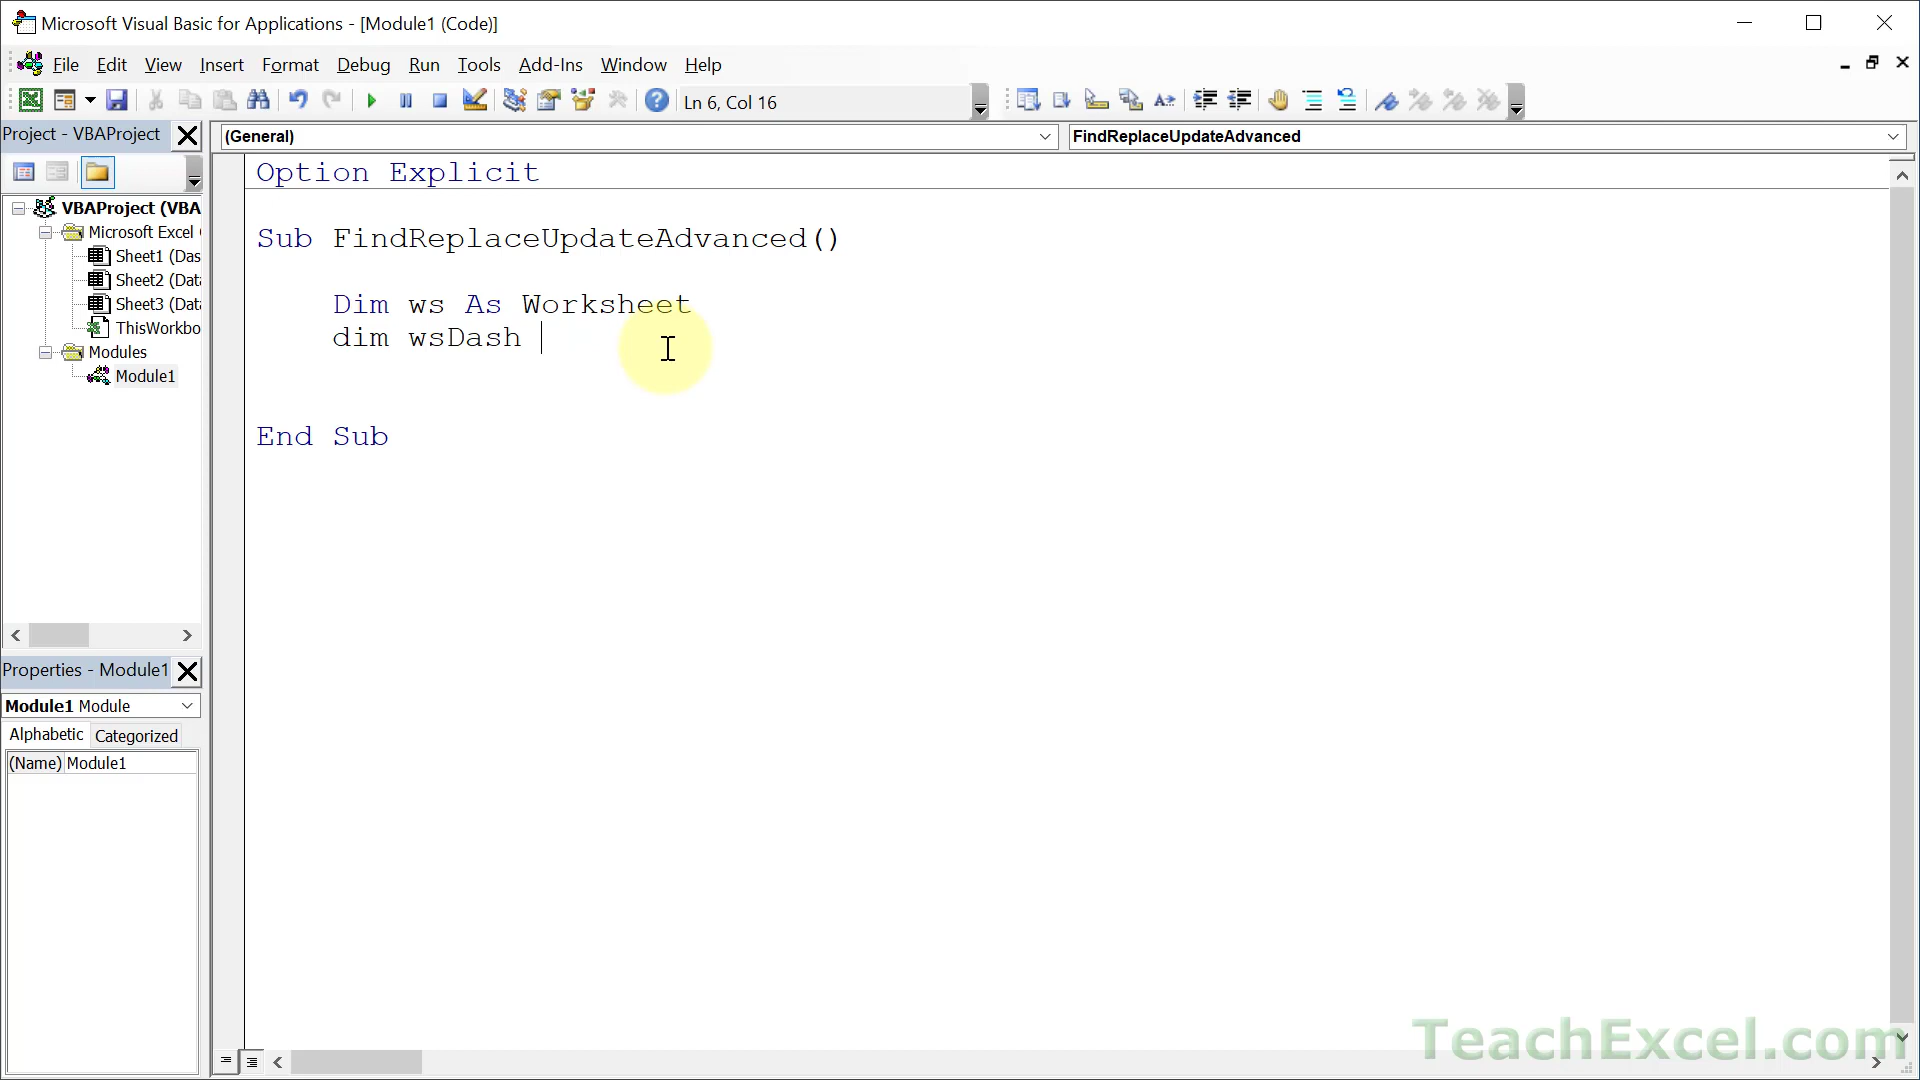 Microsoft Visual Basic for Applications - [Module1 (Code)]
File Edit View Insert Format Debug Run Tools Add-Ins Window Help
Ln 6, Col 16
Project - VBAProject
(General)
FindReplaceUpdateAdvanced
VBAProject (VBA
Microsoft Excel
Sheet1 (Das
Sheet2 (Data
Sheet3 (Data
ThisWorkbo
Modules
Module1
Option Explicit
Sub FindReplaceUpdateAdvanced()
Dim ws As Worksheet
dim wsDash
End Sub
Properties - Module1
Module1 Module
Alphabetic Categorized
(Name) Module1
TeachExcel.com